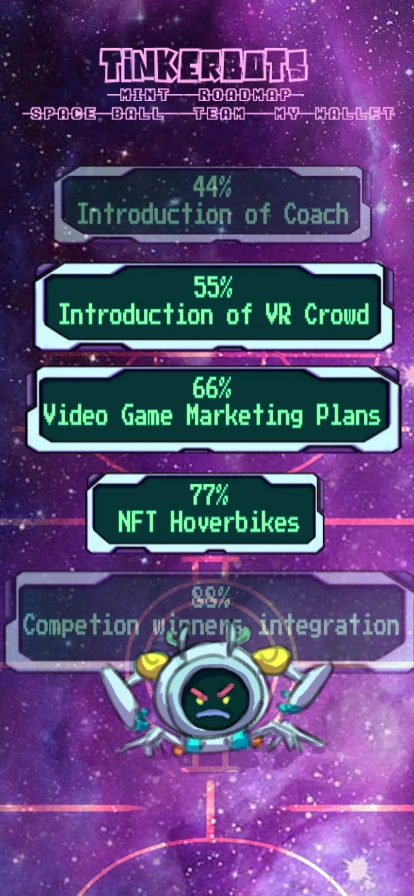 TiNKERBOTS
MINT ROADMAP
SPACE BALL TEAM MY WALLET
44%
Introduction of Coach
55%
Introduction of VR Crowd
66%
Video Game Marketing Plans
77%
NFT Hoverbikes
88%
Competion winners integration